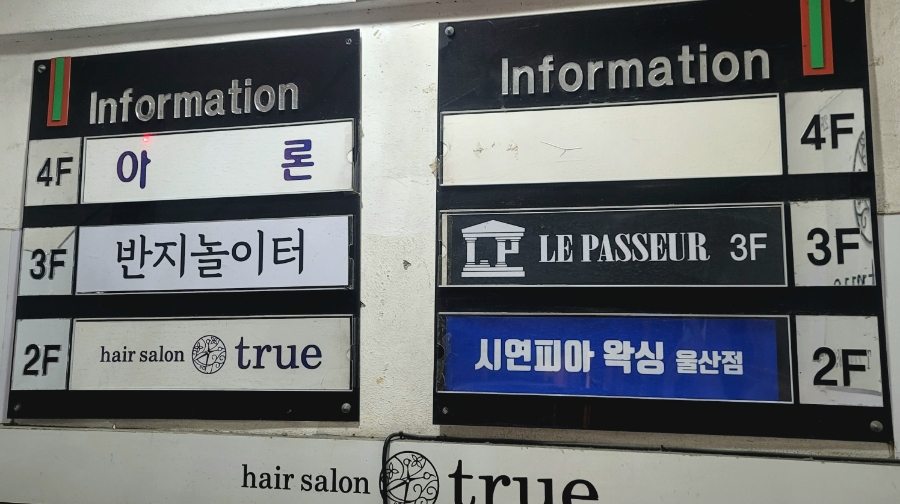 Information
4F 아론
3F 반지놀이터
2F hair salon true
Information
4F
LP LE PASSEUR 3F 3F
시연피아 왁싱 울산점 2F
hair salon true